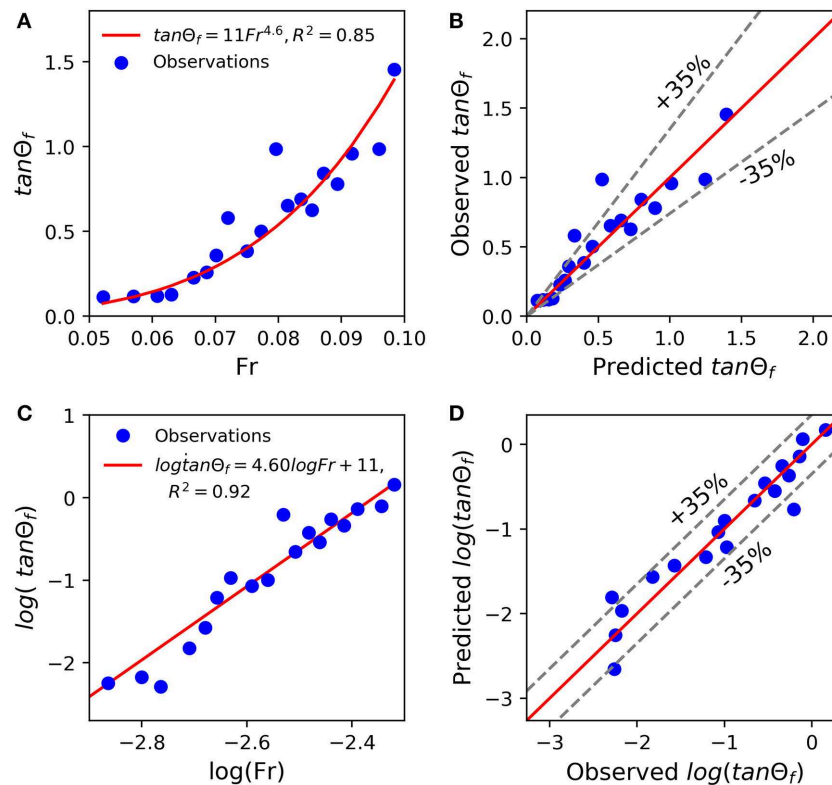 A
tanΘf = 11Fr^4.6, R² = 0.85
Observations
1.5
1.0
0.5
0.0
tanΘf
0.05 0.06 0.07 0.08 0.09 0.10
Fr
B
+35%
-35%
2.0
1.5
1.0
0.5
0.0
Observed tanΘf
0.0 0.5 1.0 1.5 2.0
Predicted tanΘf
C
Observations
logtanΘf = 4.60logFr + 11,
R² = 0.92
1
0
−1
−2
log( tanΘf)
−2.8 −2.6 −2.4
log(Fr)
D
+35%
-35%
0
−1
−2
−3
Predicted log(tanΘf)
−3 −2 −1 0
Observed log(tanΘf)